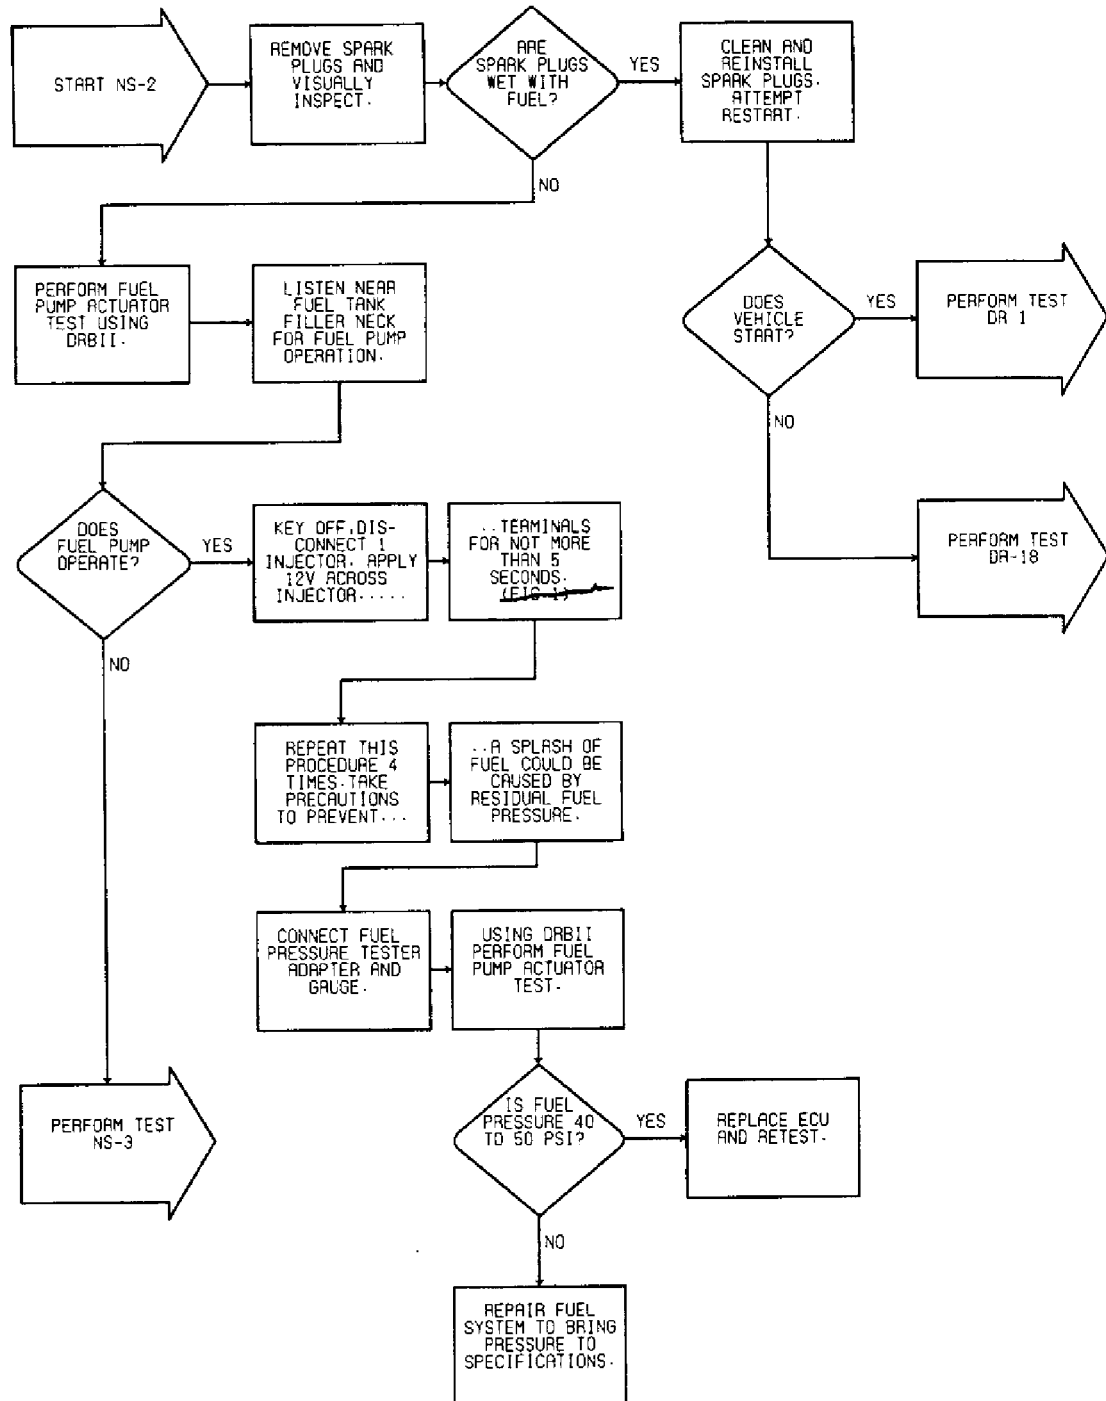 START NS-2
REMOVE SPARK
PLUGS AND
VISUALLY
INSPECT.
ARE
SPARK PLUGS
WET WITH
FUEL?
YES
CLEAN AND
REINSTALL
SPARK PLUGS.
ATTEMPT
RESTART.
NO
PERFORM FUEL
PUMP ACTUATOR
TEST USING
DRBII.
LISTEN NEAR
FUEL TANK
FILLER NECK
FOR FUEL PUMP
OPERATION.
DOES
VEHICLE
START?
YES
PERFORM TEST
DR 1
NO
PERFORM TEST
DR-18
DOES
FUEL PUMP
OPERATE?
YES
KEY OFF,DIS-
CONNECT 1
INJECTOR. APPLY
12V ACROSS
INJECTOR.....
..TERMINALS
FOR NOT MORE
THAN 5
SECONDS.
(FIG 1)
NO
REPEAT THIS
PROCEDURE 4
TIMES.TAKE
PRECAUTIONS
TO PREVENT...
..A SPLASH OF
FUEL COULD BE
CAUSED BY
RESIDUAL FUEL
PRESSURE.
CONNECT FUEL
PRESSURE TESTER
ADAPTER AND
GAUGE.
USING DRBII
PERFORM FUEL
PUMP ACTUATOR
TEST.
PERFORM TEST
NS-3
IS FUEL
PRESSURE 40
TO 50 PSI?
YES
REPLACE ECU
AND RETEST.
NO
REPAIR FUEL
SYSTEM TO BRING
PRESSURE TO
SPECIFICATIONS.